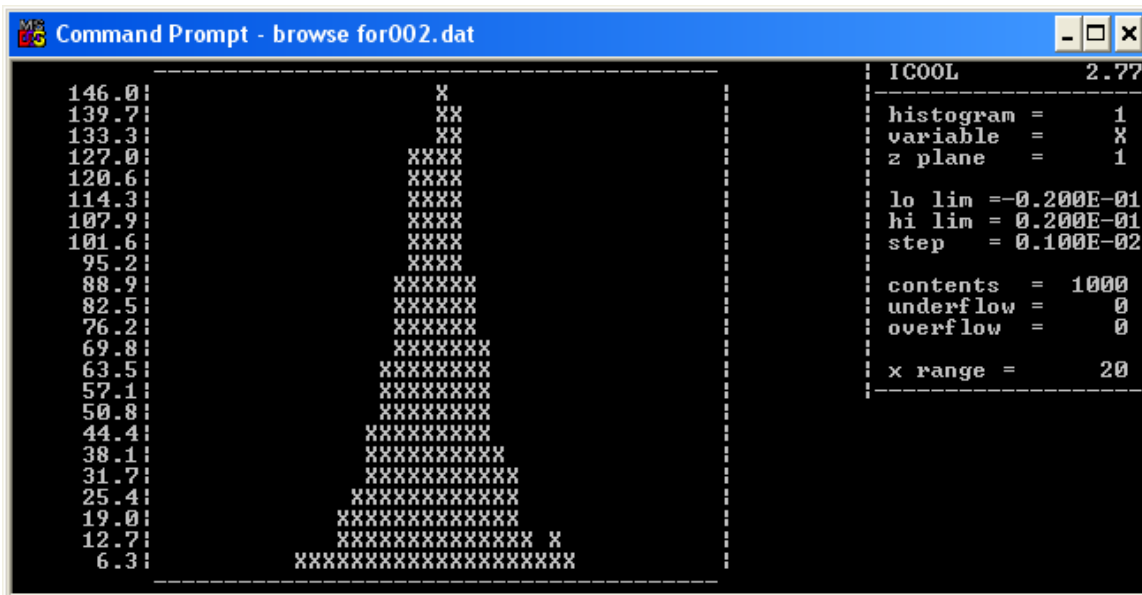 Command Prompt - browse for002.dat
---------------------------------------- ¦ ICOOL 2.77
146.0¦ X ¦ ¦-------------------
139.7¦ XX ¦ ¦ histogram = 1
133.3¦ XX ¦ ¦ variable = X
127.0¦ XXXX ¦ ¦ z plane = 1
120.6¦ XXXX ¦ ¦
114.3¦ XXXX ¦ ¦ lo lim =-0.200E-01
107.9¦ XXXX ¦ ¦ hi lim = 0.200E-01
101.6¦ XXXX ¦ ¦ step = 0.100E-02
95.2¦ XXXX ¦ ¦
88.9¦ XXXXXX ¦ ¦ contents = 1000
82.5¦ XXXXXX ¦ ¦ underflow = 0
76.2¦ XXXXXX ¦ ¦ overflow = 0
69.8¦ XXXXXXX ¦ ¦
63.5¦ XXXXXXXX ¦ ¦ x range = 20
57.1¦ XXXXXXXX ¦ ¦-------------------
50.8¦ XXXXXXXX ¦
44.4¦ XXXXXXXXX ¦
38.1¦ XXXXXXXXXX ¦
31.7¦ XXXXXXXXXXX ¦
25.4¦ XXXXXXXXXXXX ¦
19.0¦ XXXXXXXXXXXXX ¦
12.7¦ XXXXXXXXXXXXXX X ¦
6.3¦ XXXXXXXXXXXXXXXXXXXX ¦
----------------------------------------